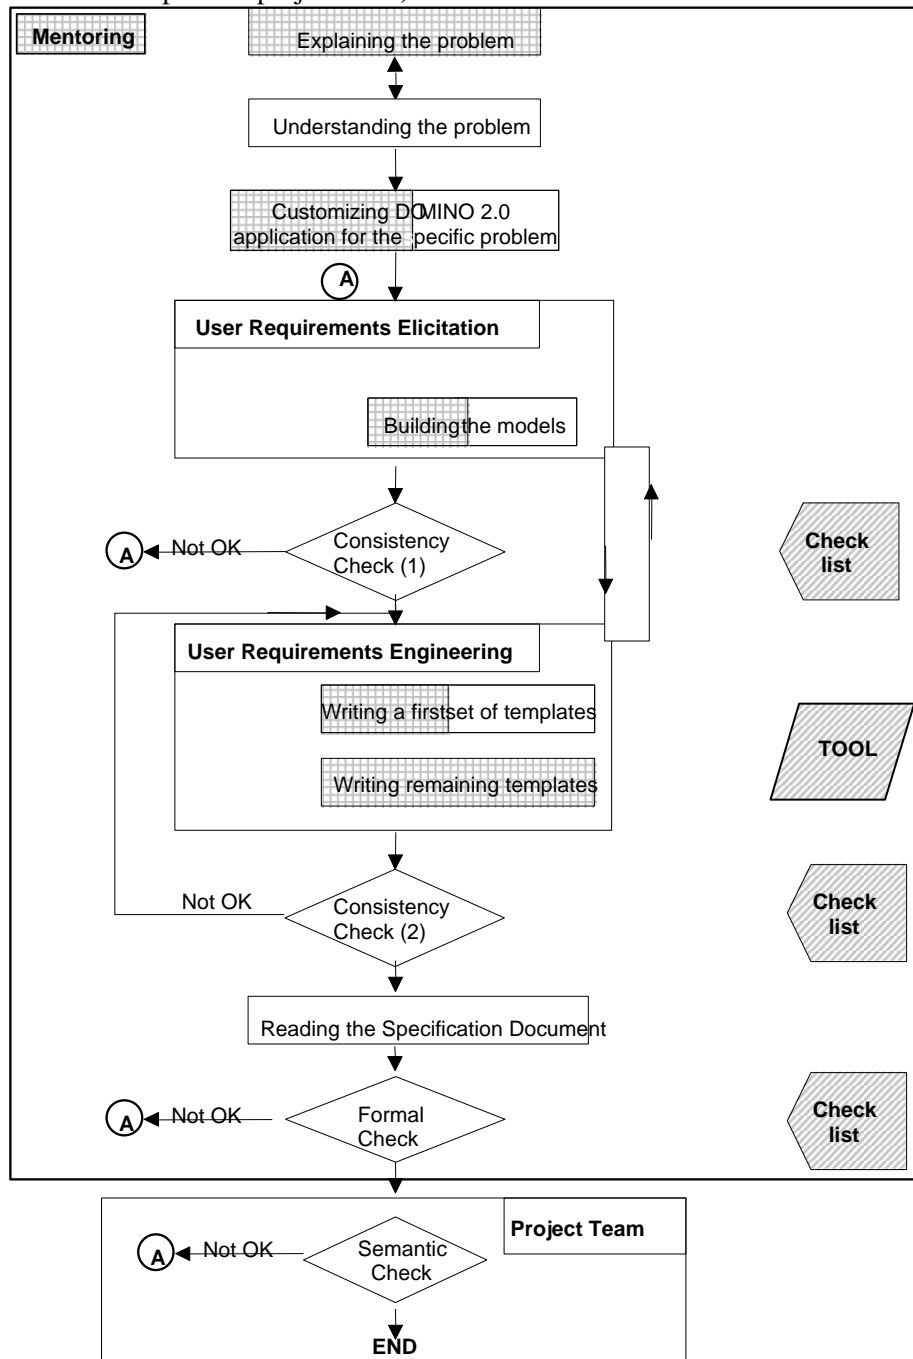 Mentoring
Explaining the problem
Understanding the problem
Customizing DOMINO 2.0
application for the specific problem
A
User Requirements Elicitation
Building the models
Consistency
Check (1)
Not OK
A
Check
list
User Requirements Engineering
Writing a first set of templates
Writing remaining templates
TOOL
Consistency
Check (2)
Not OK
Check
list
Reading the Specification Document
Formal
Check
Not OK
A
Check
list
Project Team
Semantic
Check
Not OK
A
END